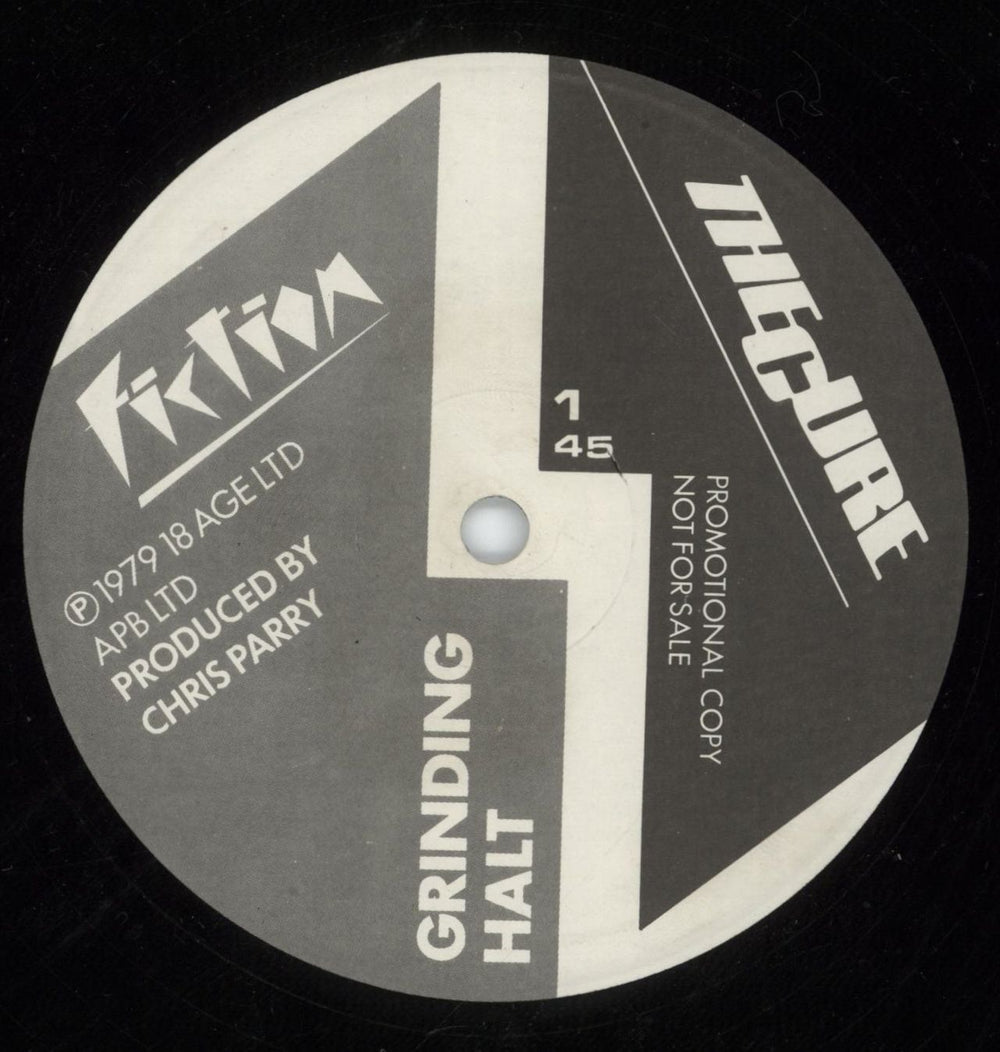 fiction
℗ 1979 18 AGE LTD
APB LTD
PRODUCED BY
CHRIS PARRY
GRINDING
HALT
1
45
THE CURE
PROMOTIONAL COPY
NOT FOR SALE